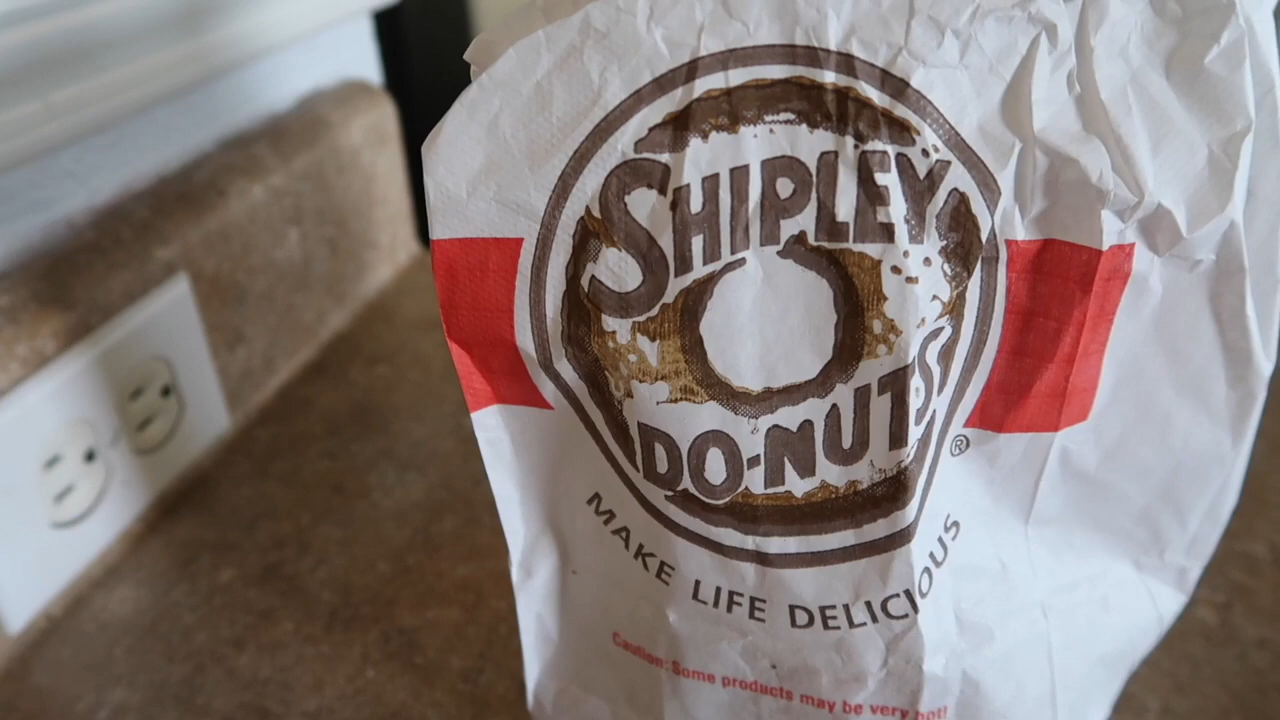 SHIPLEY
DO-NUTS
®
MAKE LIFE DELICIOUS
Caution: Some products may be very hot!